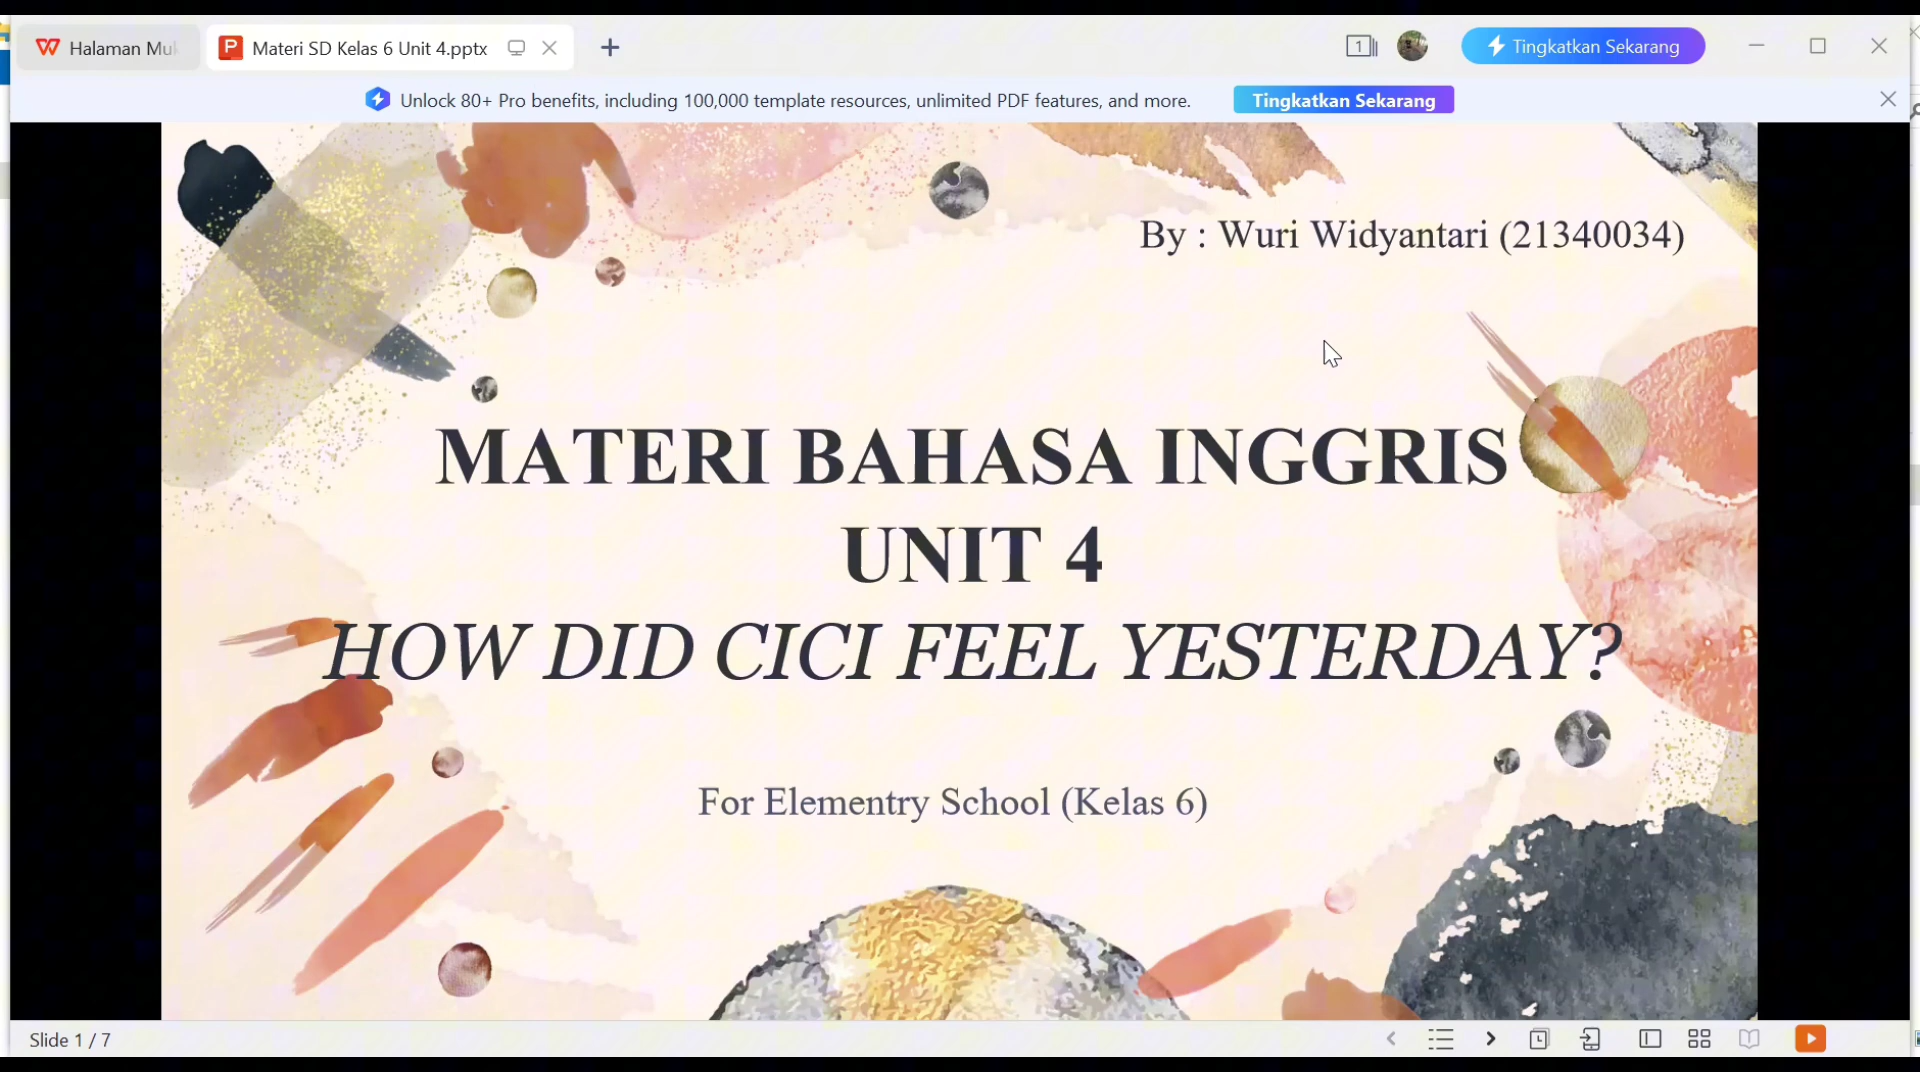 Halaman Mu
Materi SD Kelas 6 Unit 4.pptx
1
Tingkatkan Sekarang
Unlock 80+ Pro benefits, including 100,000 template resources, unlimited PDF features, and more.
Tingkatkan Sekarang
By : Wuri Widyantari (21340034)
MATERI BAHASA INGGRIS
UNIT 4
HOW DID CICI FEEL YESTERDAY?
For Elementry School (Kelas 6)
Slide 1 / 7